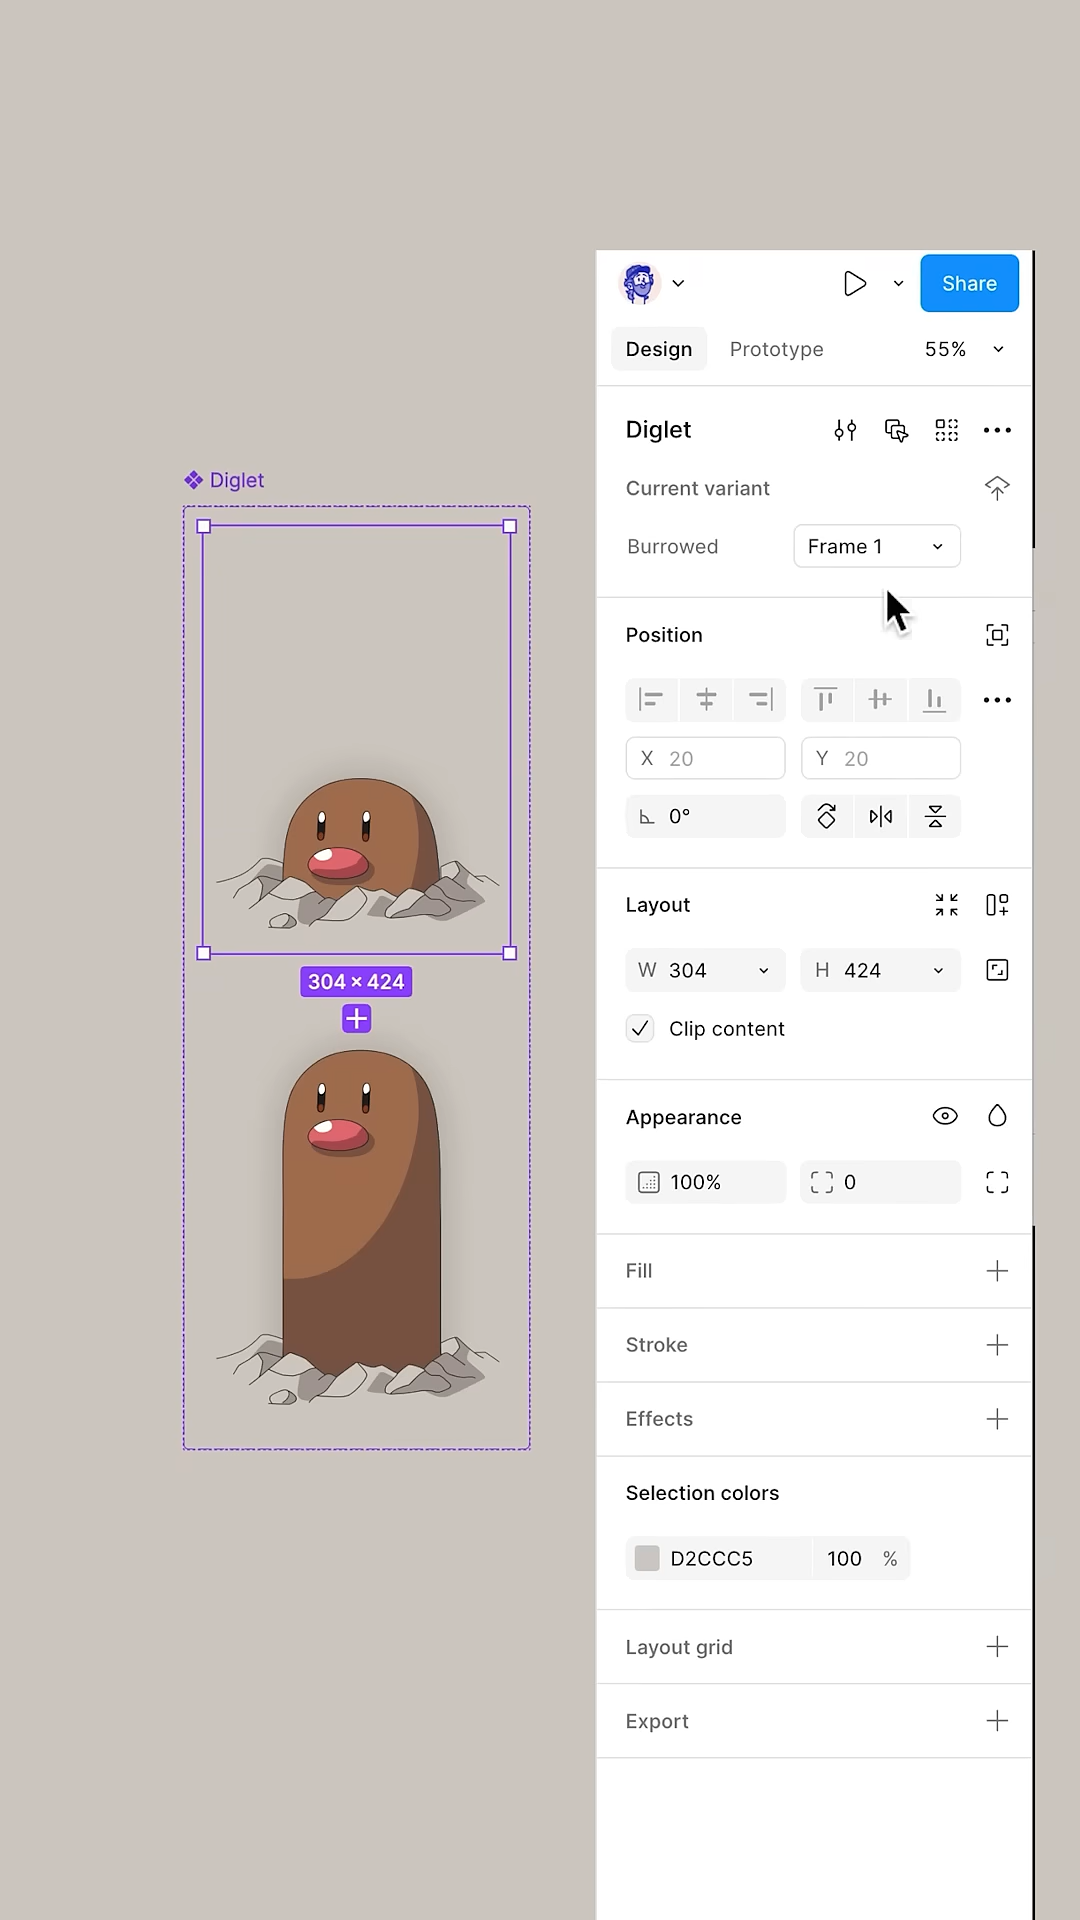 Share
Design Prototype 55%
Diglet
Current variant
Burrowed Frame 1
Position
X 20 Y 20
0°
Layout
W 304 H 424
Clip content
Appearance
100% 0
Fill
Stroke
Effects
Selection colors
D2CCC5 100 %
Layout grid
Export
Diglet
304 × 424